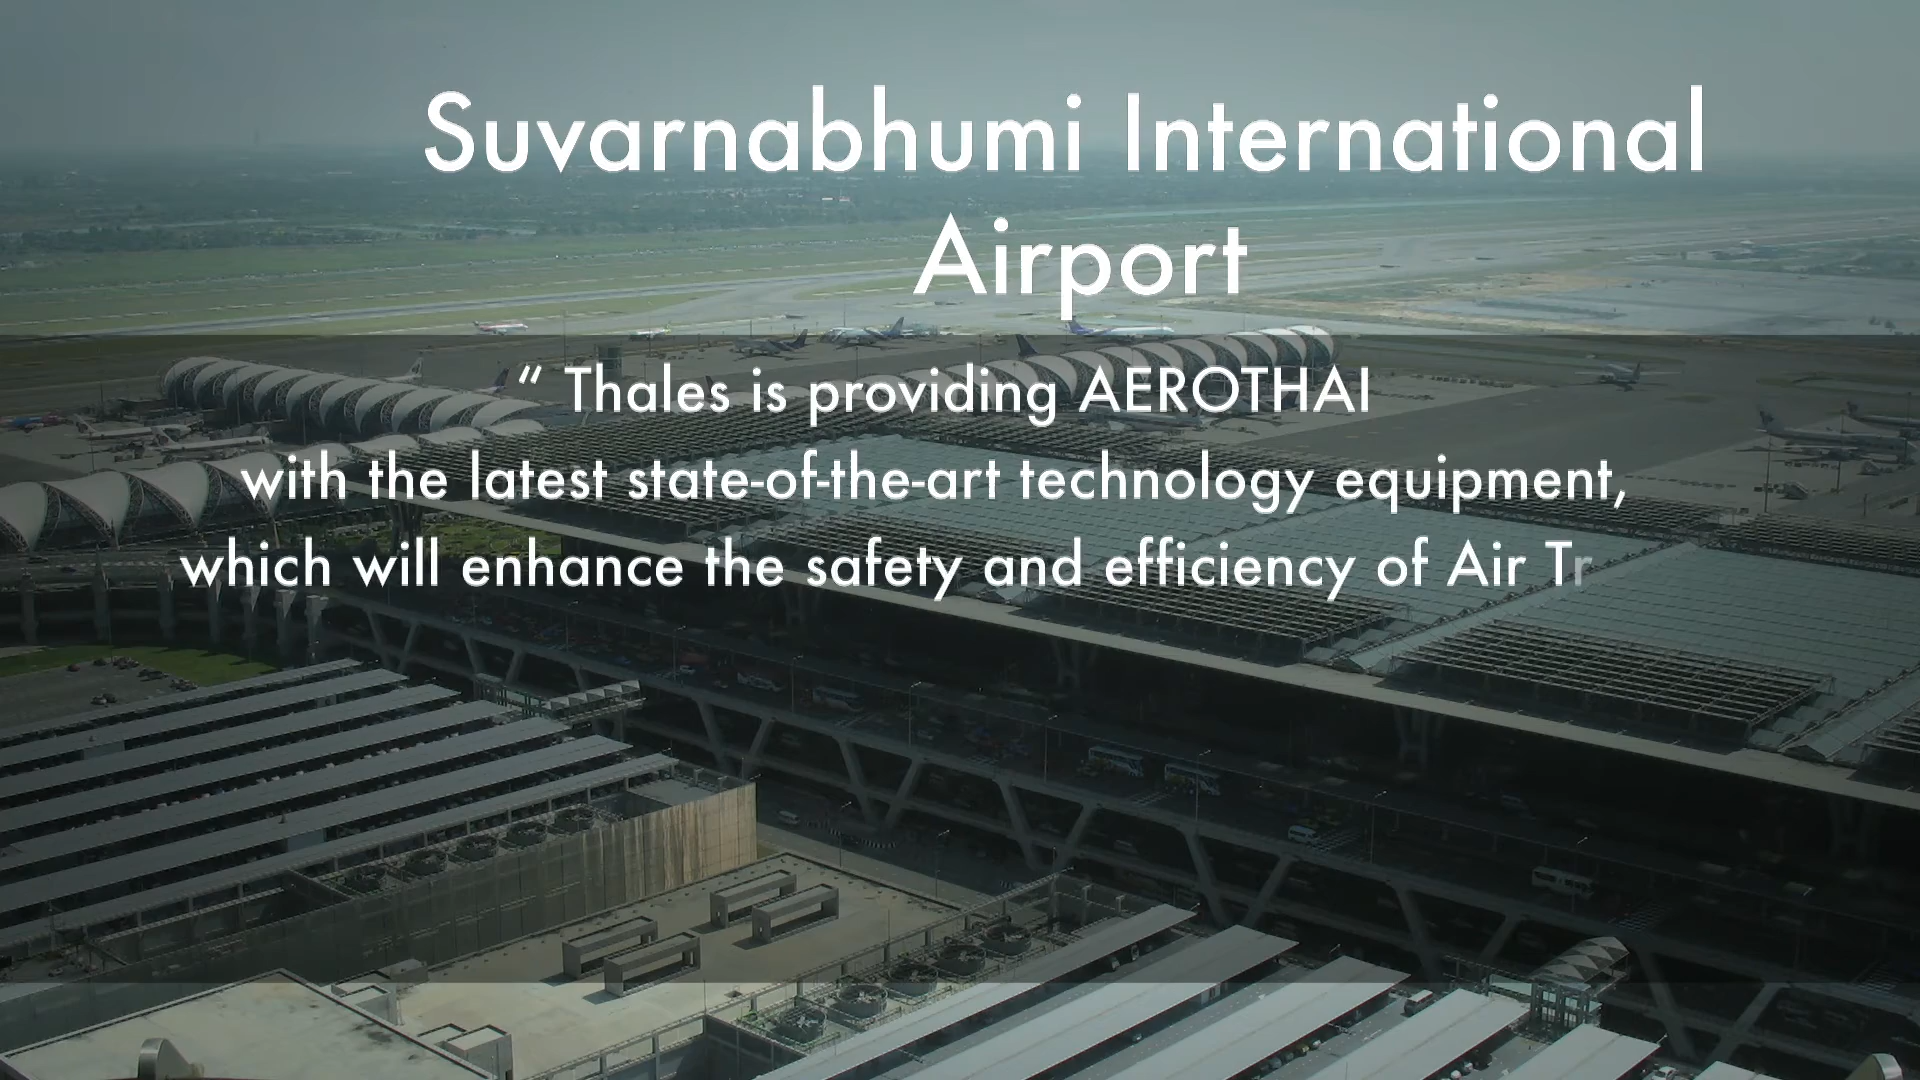 Suvarnabhumi International
Airport
“ Thales is providing AEROTHAI
with the latest state-of-the-art technology equipment,
which will enhance the safety and efficiency of Air Tr